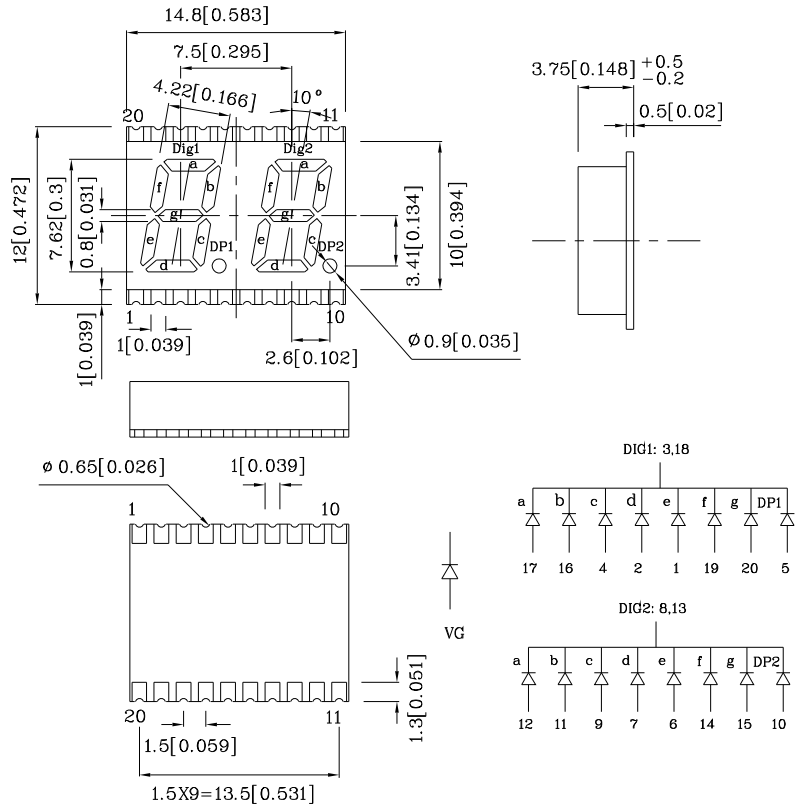 14.8[0.583]
7.5[0.295]
4.22[0.166]
10°
20
11
Dig1
Dig2
a
a
f
b
f
b
g
g
e
c
DP1
e
c
DP2
d
d
12[0.472]
7.62[0.3]
0.8[0.031]
3.41[0.134]
10[0.394]
1
10
1[0.039]
1[0.039]
2.6[0.102]
Ø0.9[0.035]
3.75[0.148] +0.5 −0.2
0.5[0.02]
Ø0.65[0.026]
1[0.039]
1
10
20
11
1.5[0.059]
1.5X9=13.5[0.531]
1.3[0.051]
VG
DIG1: 3,18
a b c d e f g DP1
17 16 4 2 1 19 20 5
DIG2: 8,13
a b c d e f g DP2
12 11 9 7 6 14 15 10